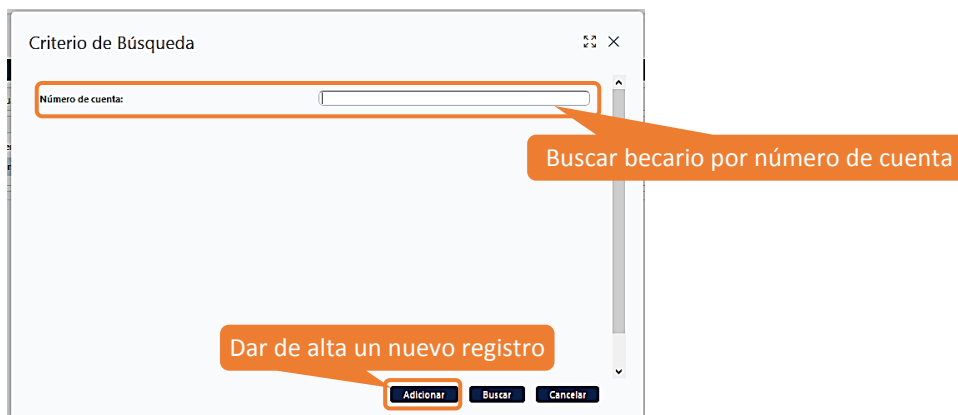 Criterio de Búsqueda
Número de cuenta:
Buscar becario por número de cuenta
Dar de alta un nuevo registro
Adicionar Buscar Cancelar